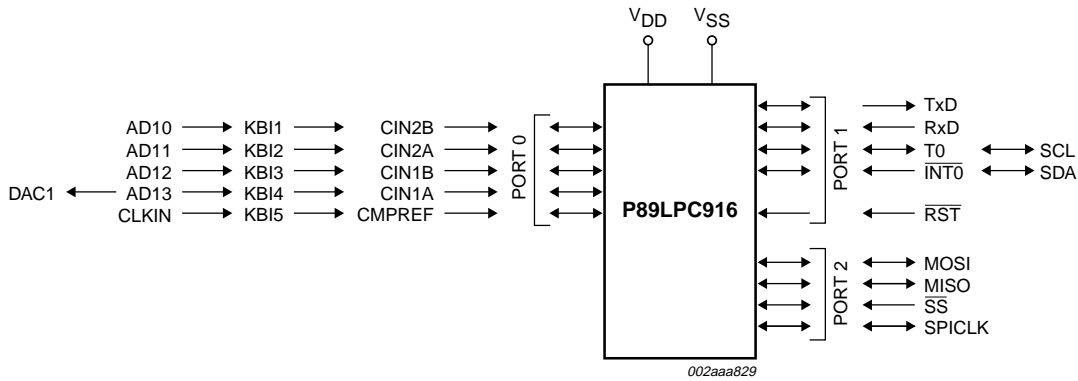 VDD VSS
AD10 KBI1 CIN2B TxD
AD11 KBI2 CIN2A RxD
AD12 KBI3 CIN1B T0 SCL
DAC1 AD13 KBI4 CIN1A INT0 SDA
CLKIN KBI5 CMPREF RST
PORT 0
P89LPC916
PORT 1
PORT 2
MOSI
MISO
SS
SPICLK
002aaa829